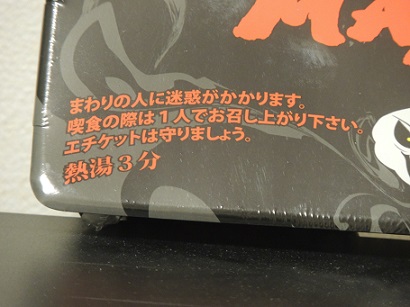 MA
まわりの人に迷惑がかかります。
喫食の際は１人でお召し上がり下さい。
エチケットは守りましょう。
熱湯３分